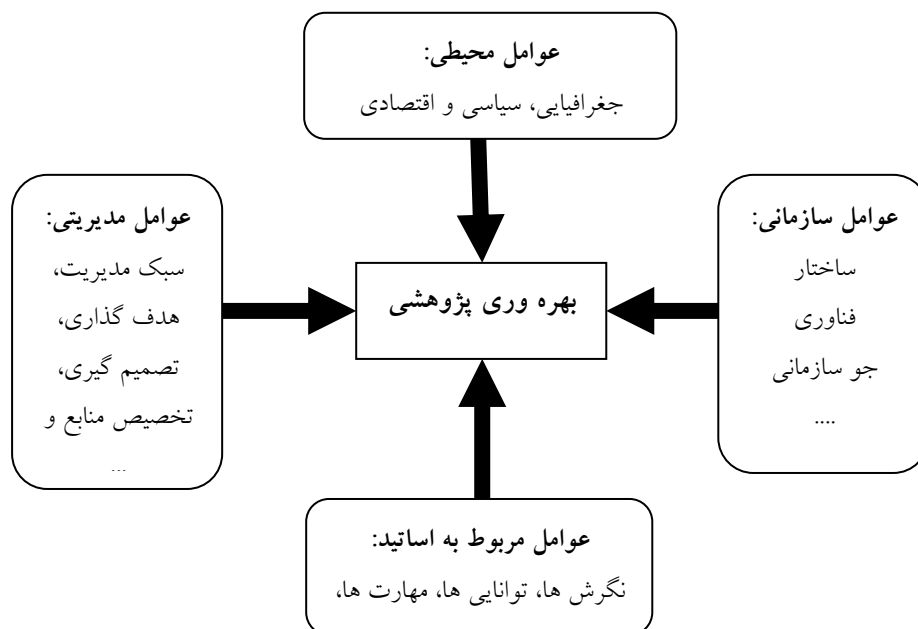 عوامل محیطی:
جغرافیایی، سیاسی و اقتصادی
عوامل سازمانی:
ساختار
فناوری
جو سازمانی
....
بهره وری پژوهشی
عوامل مدیریتی:
سبک مدیریت،
هدف گذاری،
تصمیم گیری،
تخصیص منابع و
...
عوامل مربوط به اساتید:
نگرش ها، توانایی ها، مهارت ها،